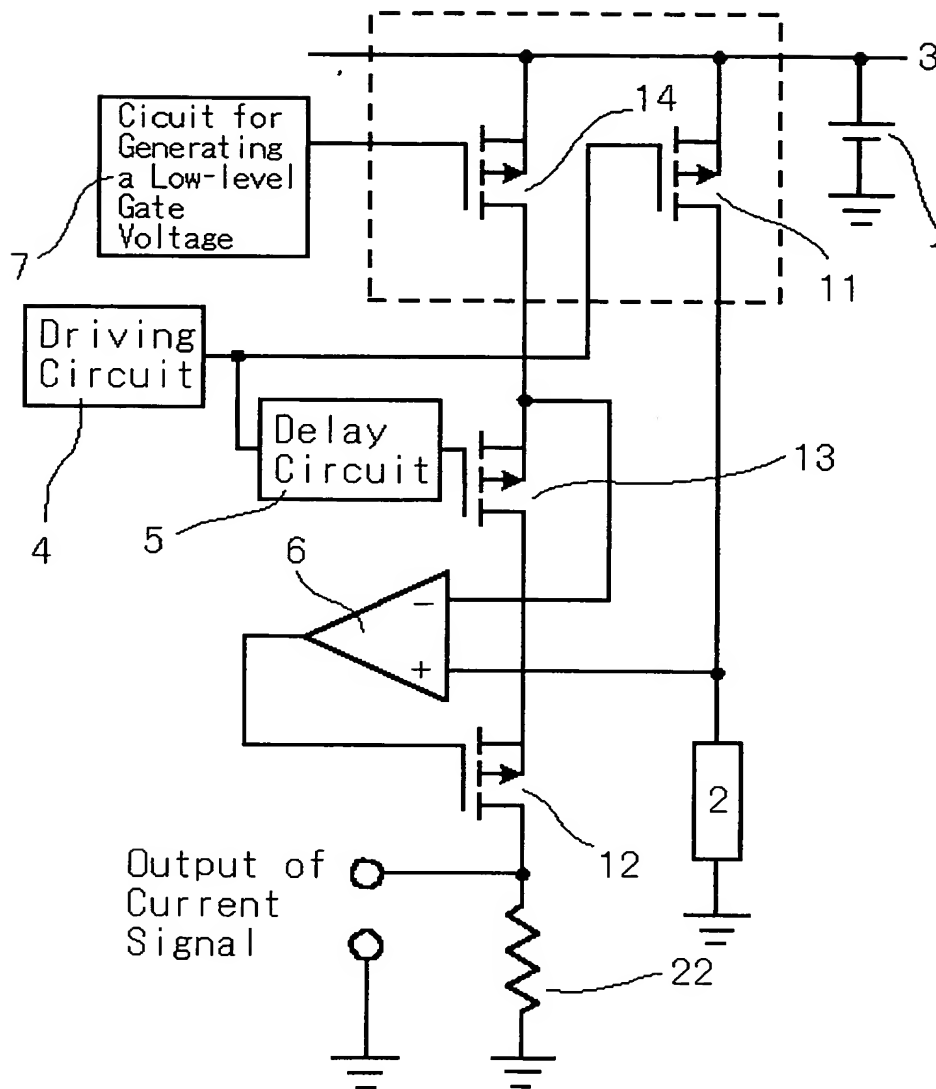 3
14
Cicuit for
Generating
a Low-level
Gate
Voltage
7
11
Driving
Circuit
4
Delay
Circuit
5
13
6
−
+
2
12
Output of
Current
Signal
22